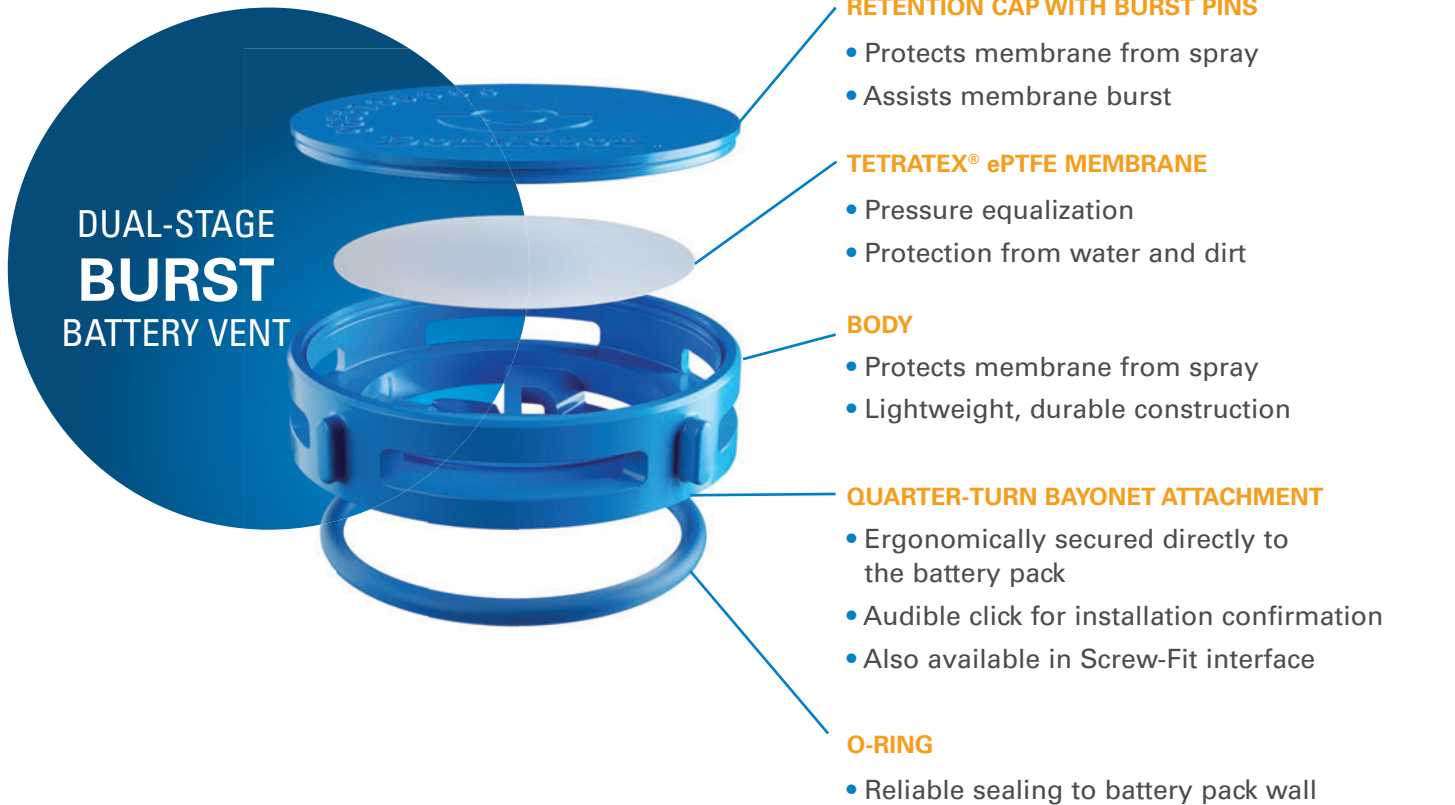 RETENTION CAP WITH BURST PINS
• Protects membrane from spray
• Assists membrane burst
TETRATEX® ePTFE MEMBRANE
• Pressure equalization
• Protection from water and dirt
DUAL-STAGE
BURST
BATTERY VENT
BODY
• Protects membrane from spray
• Lightweight, durable construction
QUARTER-TURN BAYONET ATTACHMENT
• Ergonomically secured directly to
the battery pack
• Audible click for installation confirmation
• Also available in Screw-Fit interface
O-RING
• Reliable sealing to battery pack wall